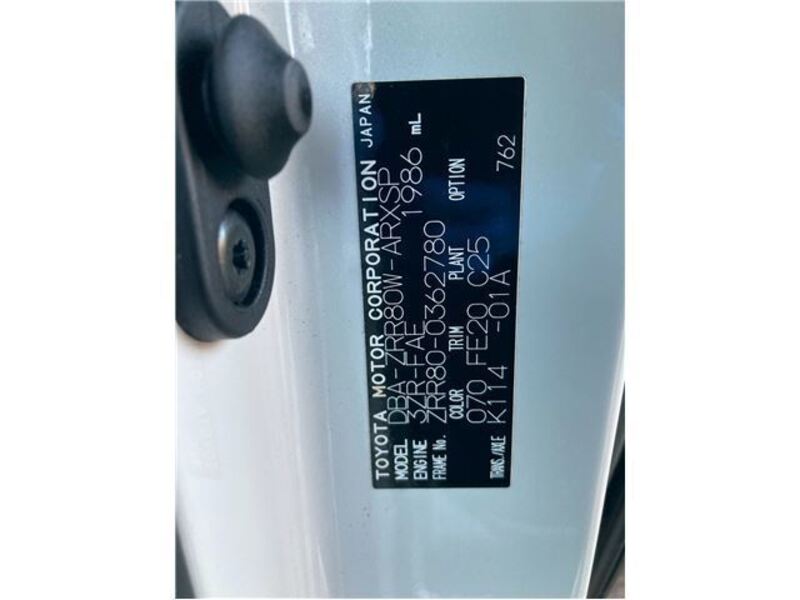 TOYOTA MOTOR CORPORATION JAPAN
MODEL DBA-ZRR80W-ARXSP
ENGINE 3ZR-FAE 1986 mL
FRAME No. ZRR80-0362780
COLOR TRIM PLANT OPTION
070 FE20 C25 762
TRANS./AXLE K114 -01A